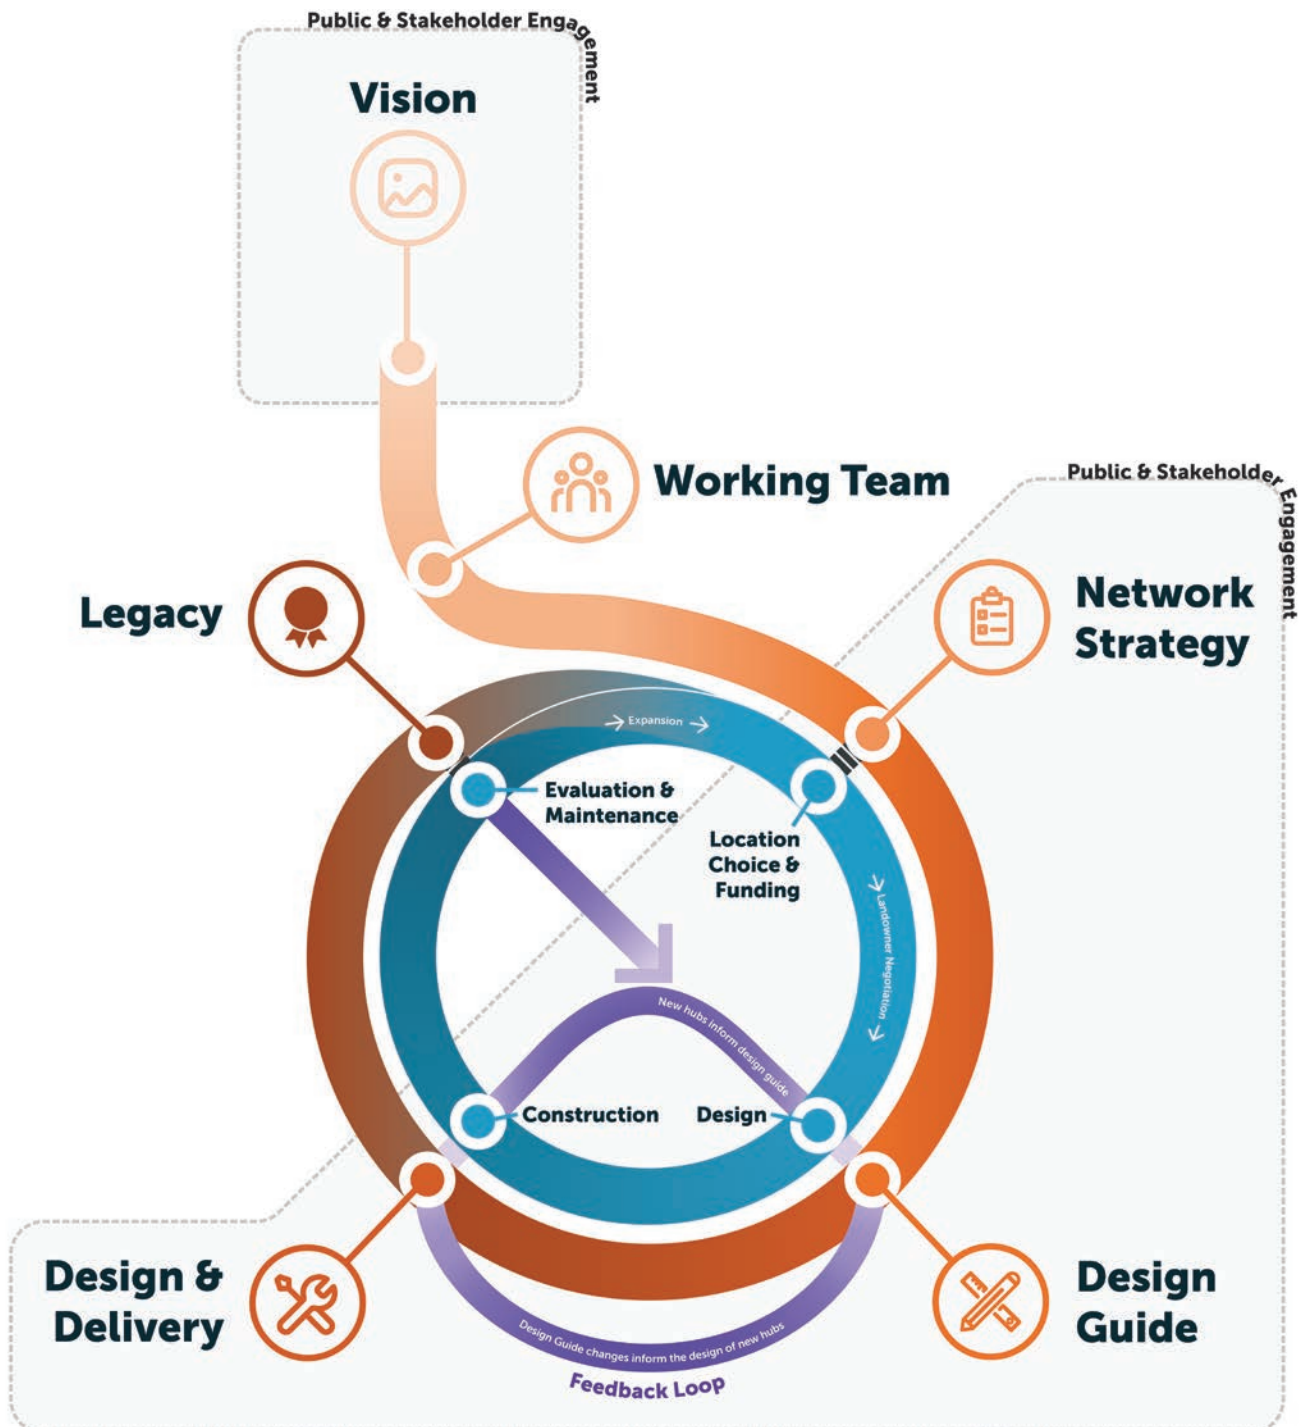 Public & Stakeholder Engagement
Vision
Working Team
Public & Stakeholder Engagement
Network
Strategy
Legacy
Expansion
Evaluation &
Maintenance
Location
Choice &
Funding
Landowner Negotiation
New hubs inform design guide
Construction
Design
Design &
Delivery
Design
Guide
Design Guide changes inform the design of new hubs
Feedback Loop